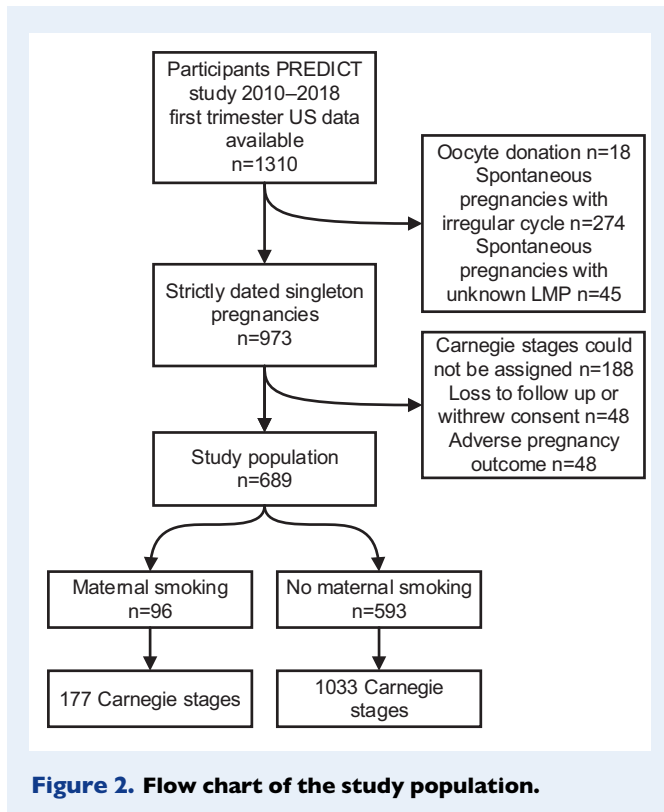 Participants PREDICT
study 2010–2018
first trimester US data
available
n=1310
Oocyte donation n=18
Spontaneous
pregnancies with
irregular cycle n=274
Spontaneous
pregnancies with
unknown LMP n=45
Strictly dated singleton
pregnancies
n=973
Carnegie stages could
not be assigned n=188
Loss to follow up or
withrew consent n=48
Adverse pregnancy
outcome n=48
Study population
n=689
Maternal smoking
n=96
No maternal smoking
n=593
177 Carnegie stages
1033 Carnegie
stages
Figure 2. Flow chart of the study population.